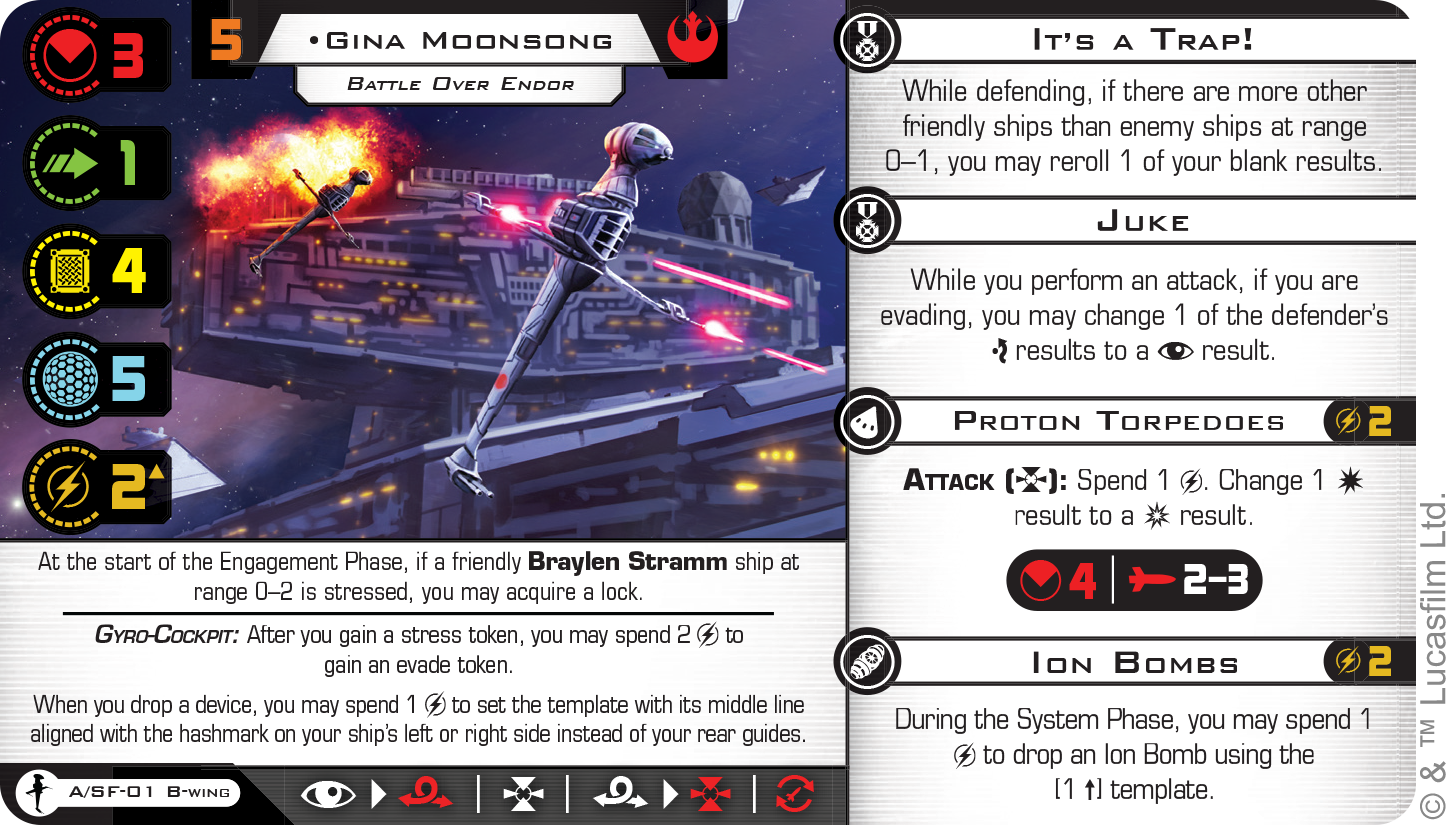 3
5
•Gina Moonsong
Battle Over Endor
1
4
5
2
At the start of the Engagement Phase, if a friendly Braylen Stramm ship at
range 0–2 is stressed, you may acquire a lock.
Gyro-Cockpit: After you gain a stress token, you may spend 2 to
gain an evade token.
When you drop a device, you may spend 1 to set the template with its middle line
aligned with the hashmark on your ship's left or right side instead of your rear guides.
A/SF-01 B-wing
It's a Trap!
While defending, if there are more other
friendly ships than enemy ships at range
0–1, you may reroll 1 of your blank results.
Juke
While you perform an attack, if you are
evading, you may change 1 of the defender's
results to a result.
Proton Torpedoes 2
Attack ( ): Spend 1 . Change 1
result to a result.
4 2–3
Ion Bombs 2
During the System Phase, you may spend 1
to drop an Ion Bomb using the
[1 ↑] template.
© & ™ Lucasfilm Ltd.